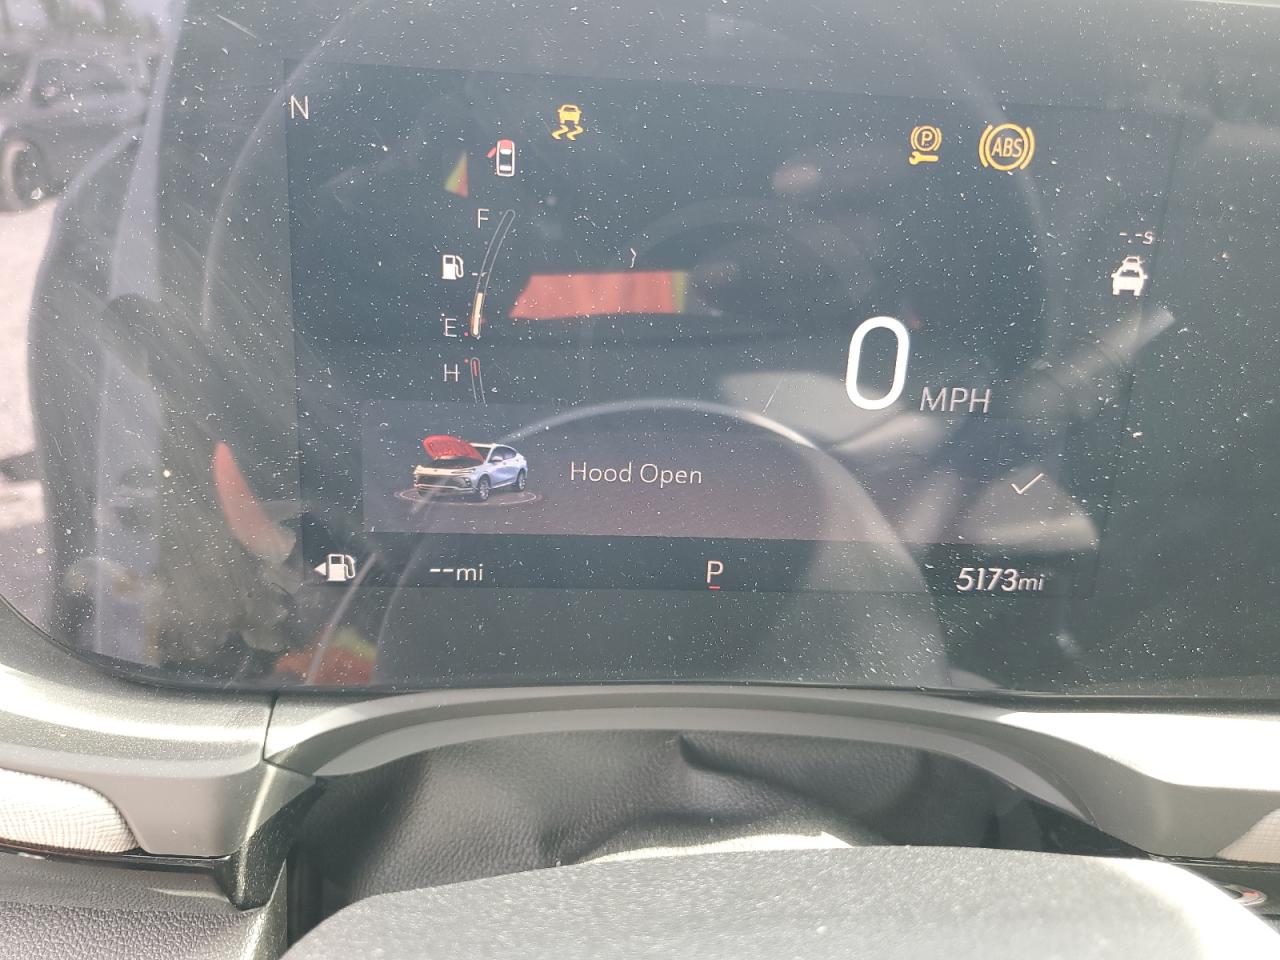 N
P
ABS
F
-.-s
E
H
0 MPH
Hood Open
--mi
P
5173mi